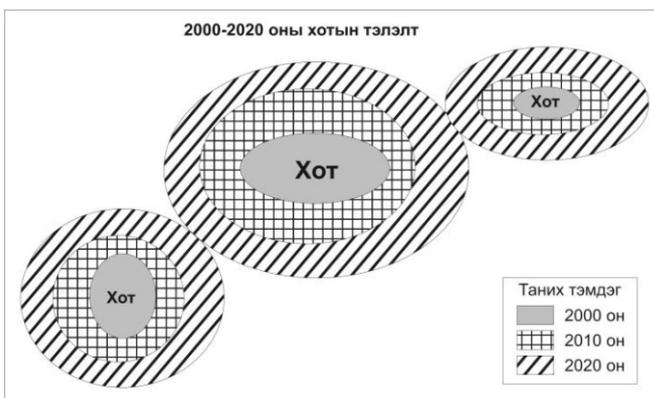 2000-2020 оны хотын тэлэлт
Хот
Хот
Хот
Таних тэмдэг
2000 он
2010 он
2020 он